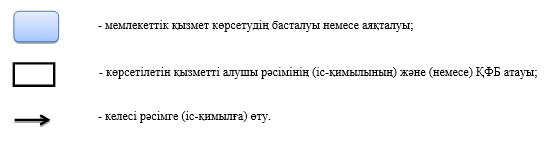 - мемлекеттік қызмет көрсетудің басталуы немесе аяқталуы;
- көрсетілетін қызметті алушы рәсімінің (іс-қимылының) және (немесе) ҚФБ атауы;
- келесі рәсімге (іс-қимылға) өту.